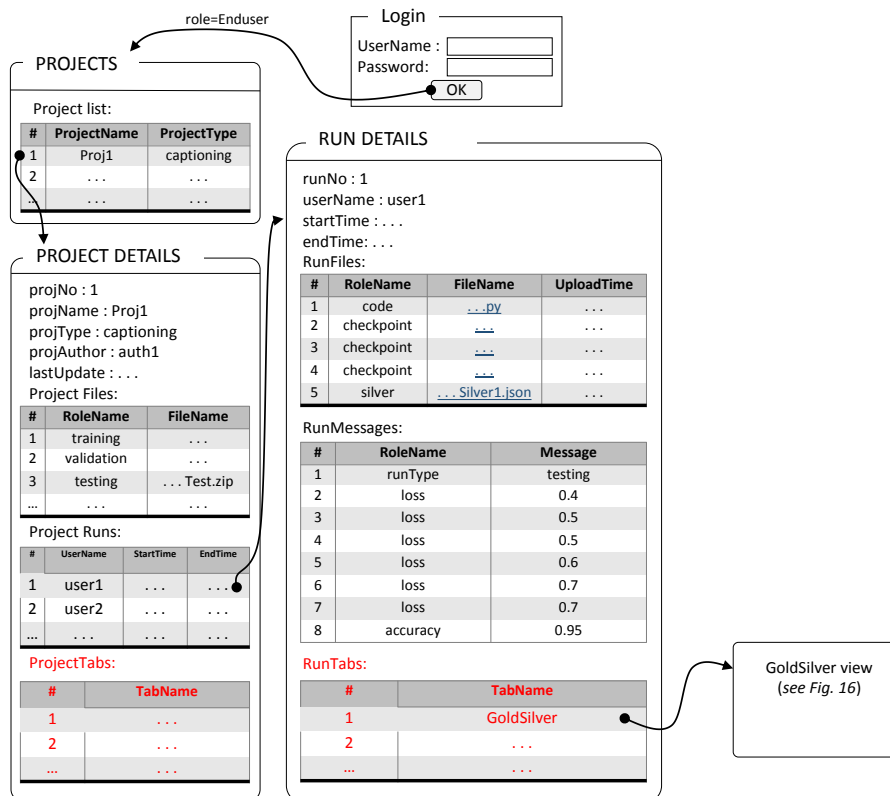 role=Enduser
Login
UserName :
Password:
OK
PROJECTS
Project list:
# ProjectName ProjectType
1 Proj1 captioning
2 . . . . . .
... . . . . . .
PROJECT DETAILS
projNo : 1
projName : Proj1
projType : captioning
projAuthor : auth1
lastUpdate : . . .
Project Files:
# RoleName FileName
1 training . . .
2 validation . . .
3 testing . . . Test.zip
... . . . . . .
Project Runs:
# UserName StartTime EndTime
1 user1 . . . . . .
2 user2 . . . . . .
... . . . . . . . . .
ProjectTabs:
# TabName
1 . . .
2 . . .
... . . .
RUN DETAILS
runNo : 1
userName : user1
startTime : . . .
endTime: . . .
RunFiles:
# RoleName FileName UploadTime
1 code . . .py . . .
2 checkpoint . . . . . .
3 checkpoint . . . . . .
4 checkpoint . . . . . .
5 silver . . . Silver1.json . . .
RunMessages:
# RoleName Message
1 runType testing
2 loss 0.4
3 loss 0.5
4 loss 0.5
5 loss 0.6
6 loss 0.7
7 loss 0.7
8 accuracy 0.95
RunTabs:
# TabName
1 GoldSilver
2 . . .
... . . .
GoldSilver view
(see Fig. 16)